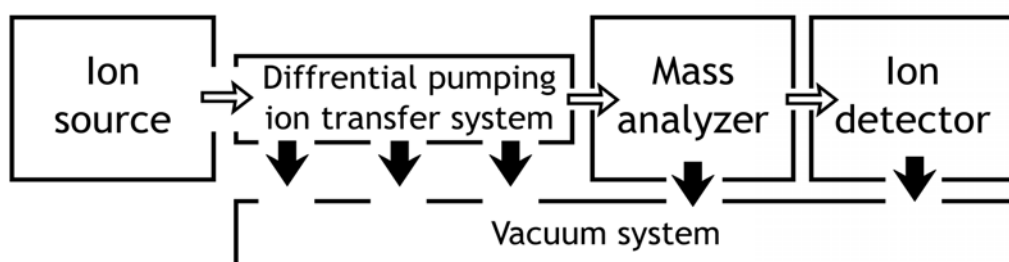 Ion
source
Diffrential pumping
ion transfer system
Mass
analyzer
Ion
detector
Vacuum system